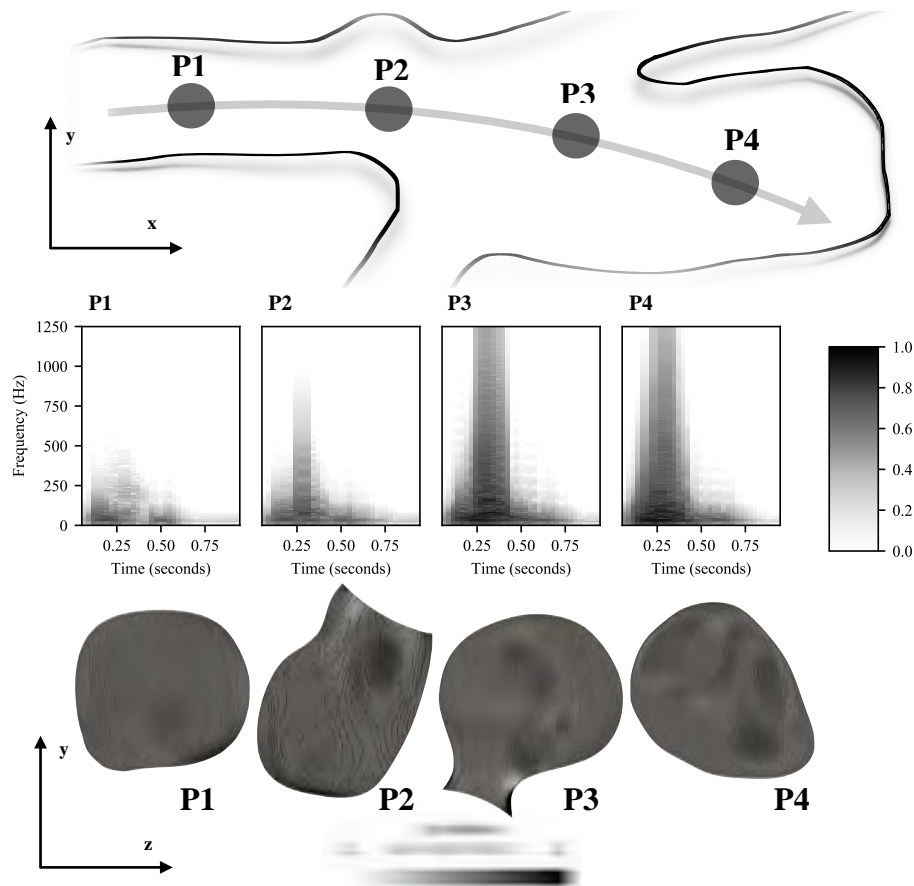 P1
P2
P3
P4
y
x
P1 P2 P3 P4
1250
1000
750
500
250
0
Frequency (Hz)
0.25 0.50 0.75 0.25 0.50 0.75 0.25 0.50 0.75 0.25 0.50 0.75
Time (seconds) Time (seconds) Time (seconds) Time (seconds)
1.0
0.8
0.6
0.4
0.2
0.0
y
P1 P2 P3 P4
z